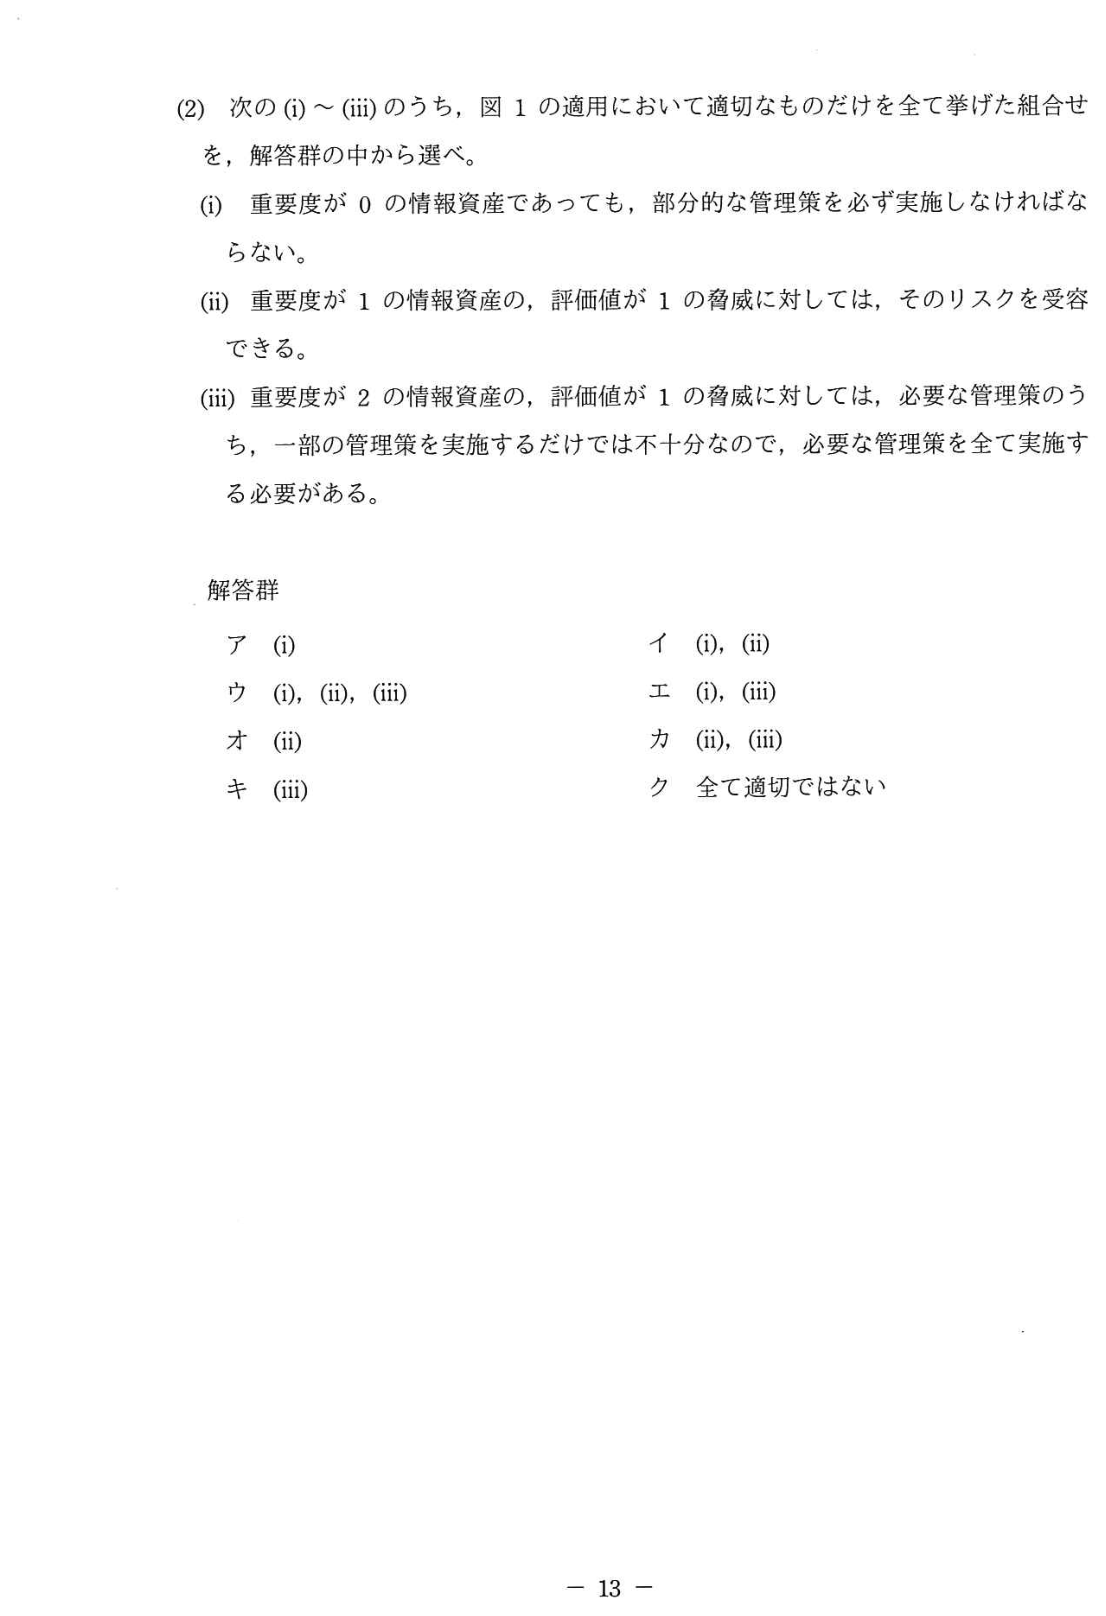 (2) 次の(i)～(iii)のうち，図1の適用において適切なものだけを全て挙げた組合せ
を，解答群の中から選べ。
(i) 重要度が0の情報資産であっても，部分的な管理策を必ず実施しなければな
らない。
(ii) 重要度が1の情報資産の，評価値が1の脅威に対しては，そのリスクを受容
できる。
(iii) 重要度が2の情報資産の，評価値が1の脅威に対しては，必要な管理策のう
ち，一部の管理策を実施するだけでは不十分なので，必要な管理策を全て実施す
る必要がある。
解答群
ア (i) イ (i)，(ii)
ウ (i)，(ii)，(iii) エ (i)，(iii)
オ (ii) カ (ii)，(iii)
キ (iii) ク 全て適切ではない
－ 13 －